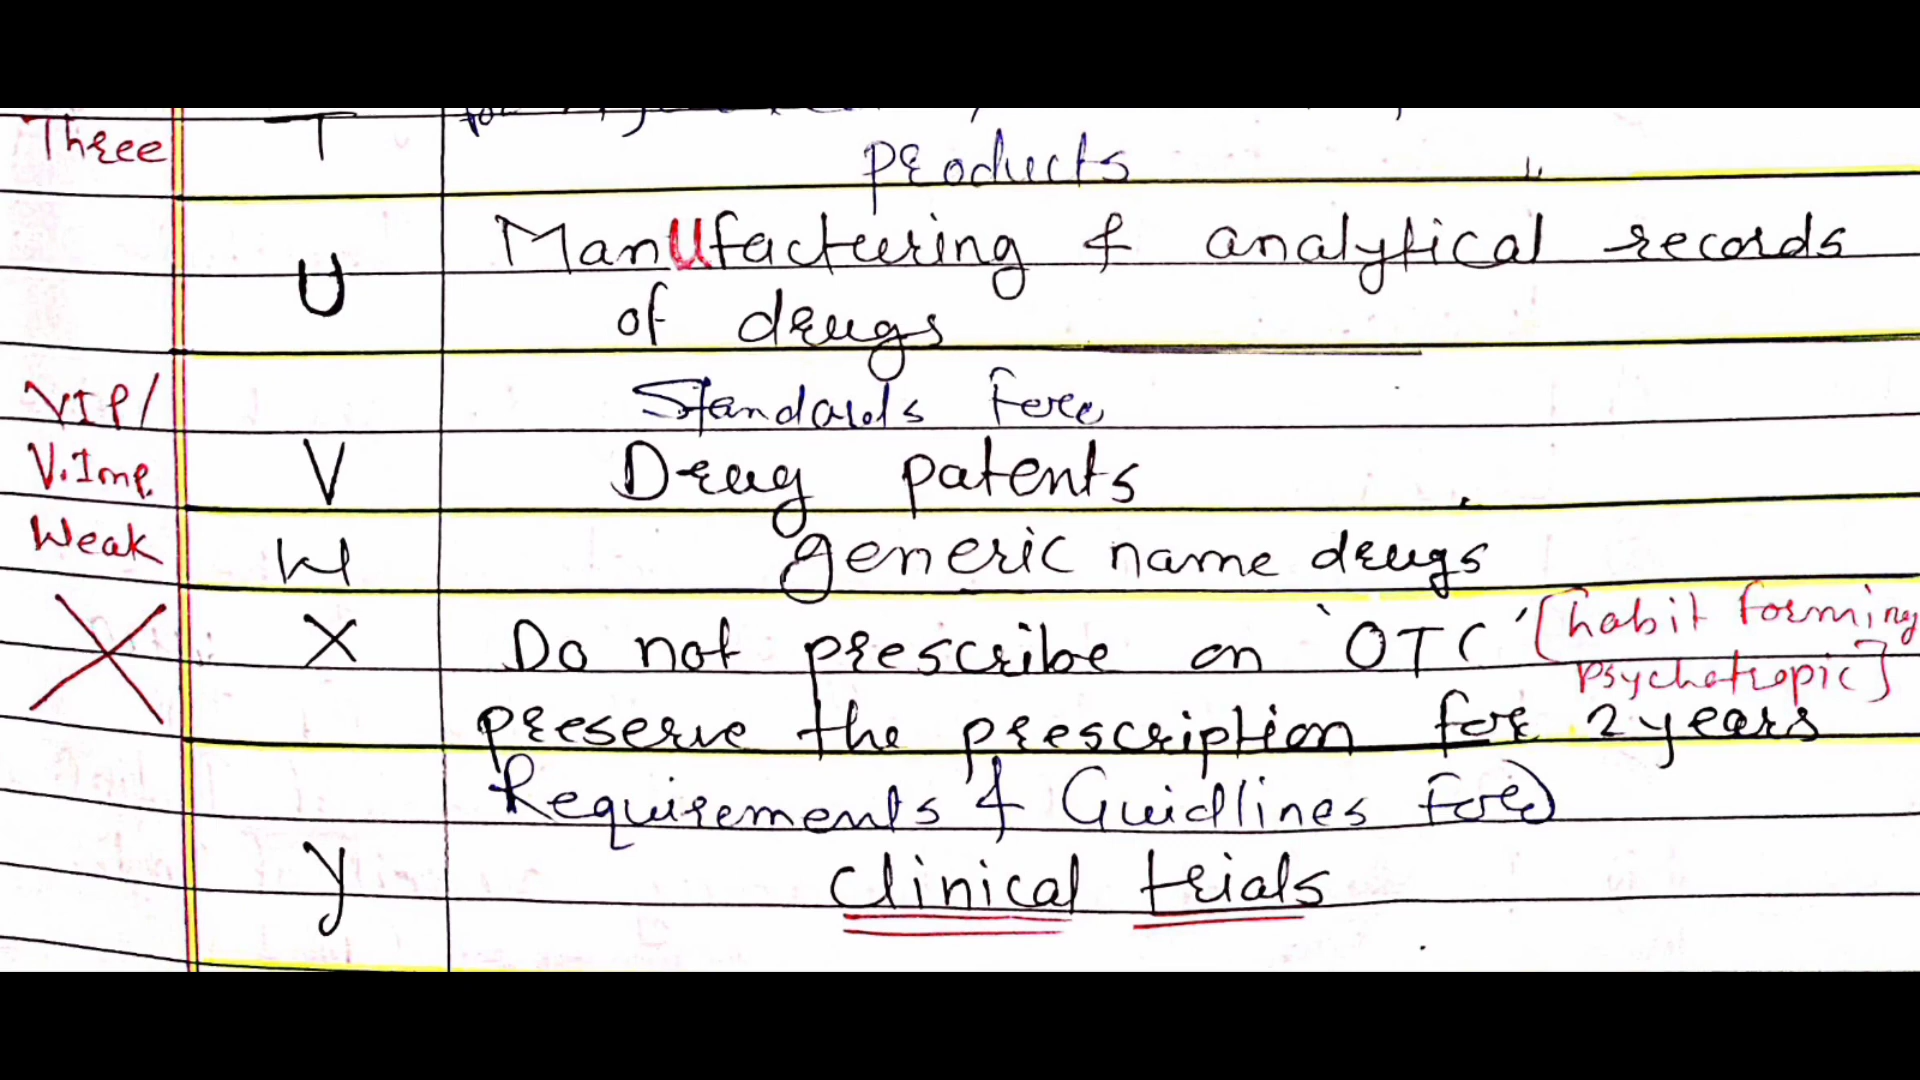 Three T products
U ManUfacturing & analytical records
of drugs
VIP/ Standards for
V.Imp. V Drug patents
Weak W generic name drugs
X Do not prescribe on 'OTC' [habit forming
psychotropic]
preserve the prescription for 2 years
Requirements & Guidlines for
Y clinical trials